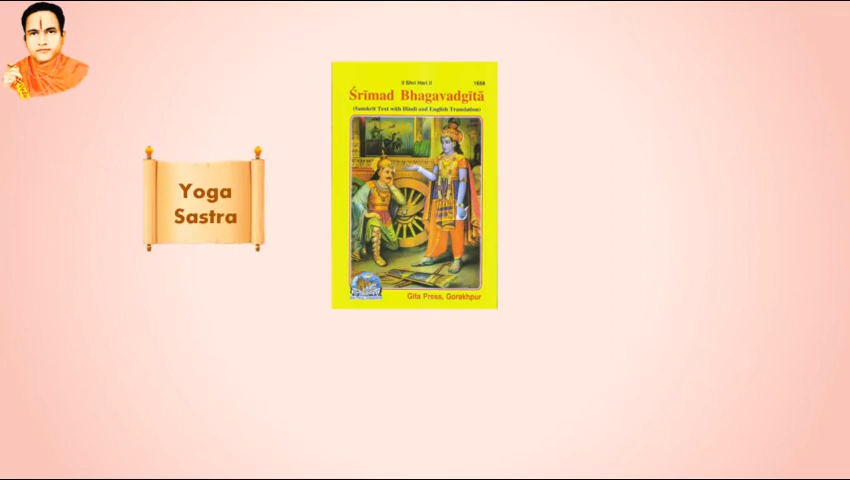 Yoga
Sastra
॥ Shri Hari ॥ 1658
Śrīmad Bhagavadgītā
(Sanskrit Text with Hindi and English Translation)
Gita Press, Gorakhpur